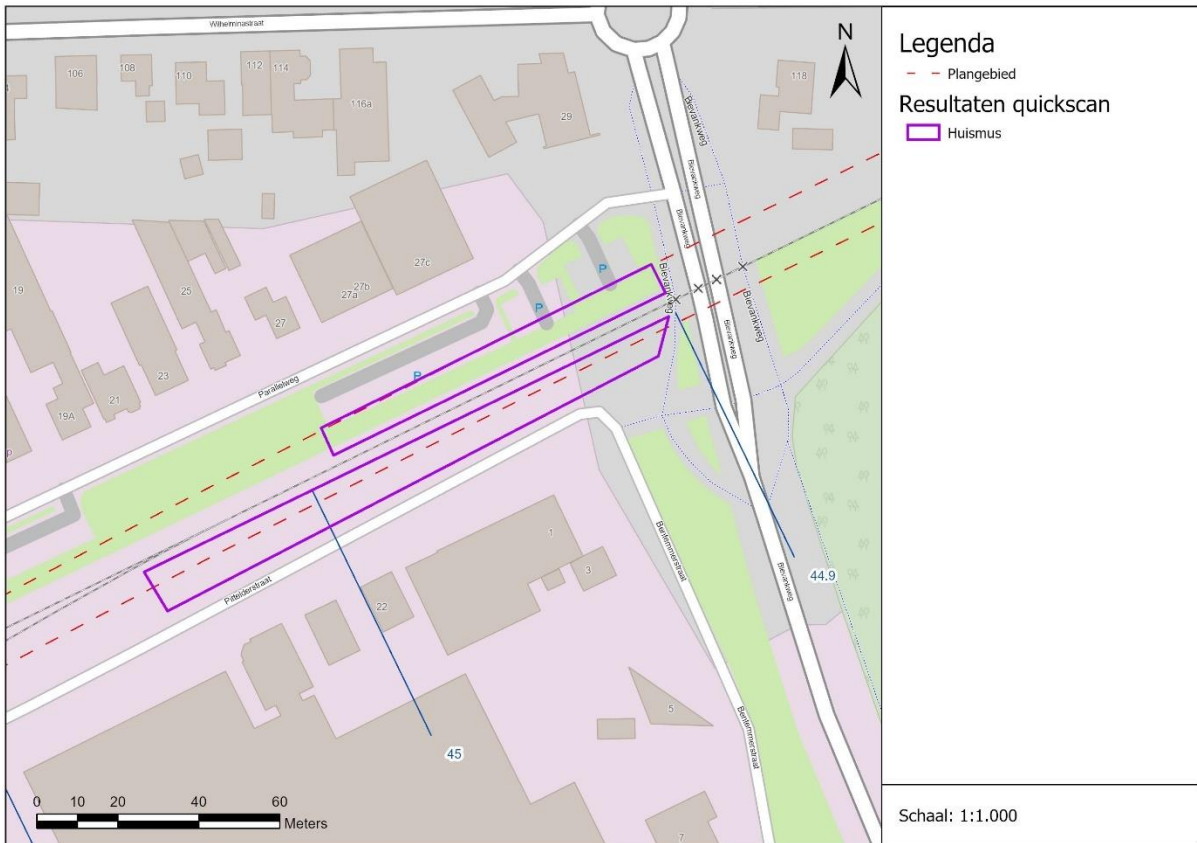 Wilhelminastraat
N
Legenda
Plangebied
Resultaten quickscan
Huismus
106
108
110
112
114
116a
29
118
Bievankweg
Bievankweg
Bievankweg
Bievankweg
Bievankweg
Bievankweg
Bievankweg
27c
27b
27a
P
P
P
19
25
27
23
21
19A
Parallelweg
1
3
22
Pittelderstraat
Bentemmerstraat
44.9
5
45
Bentemmerstraat
7
0 10 20 40 60
Meters
Schaal: 1:1.000